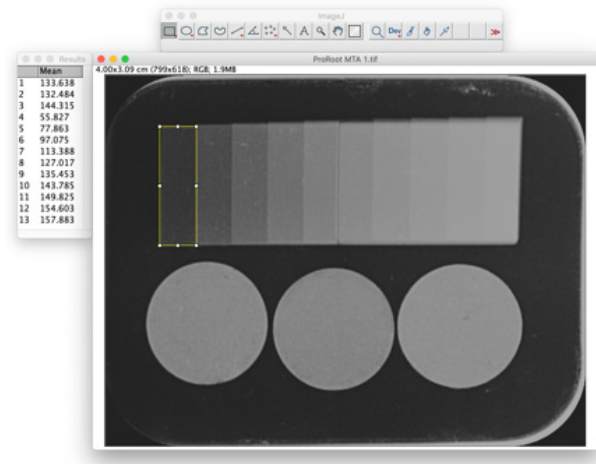 ImageJ
Results
ProRoot MTA 1.tif
4.00x3.09 cm (799x618); RGB; 1.9MB
Mean
1 133.638
2 132.484
3 144.315
4 55.827
5 77.863
6 97.075
7 113.388
8 127.017
9 135.453
10 143.785
11 149.825
12 154.603
13 157.883
A
Dev